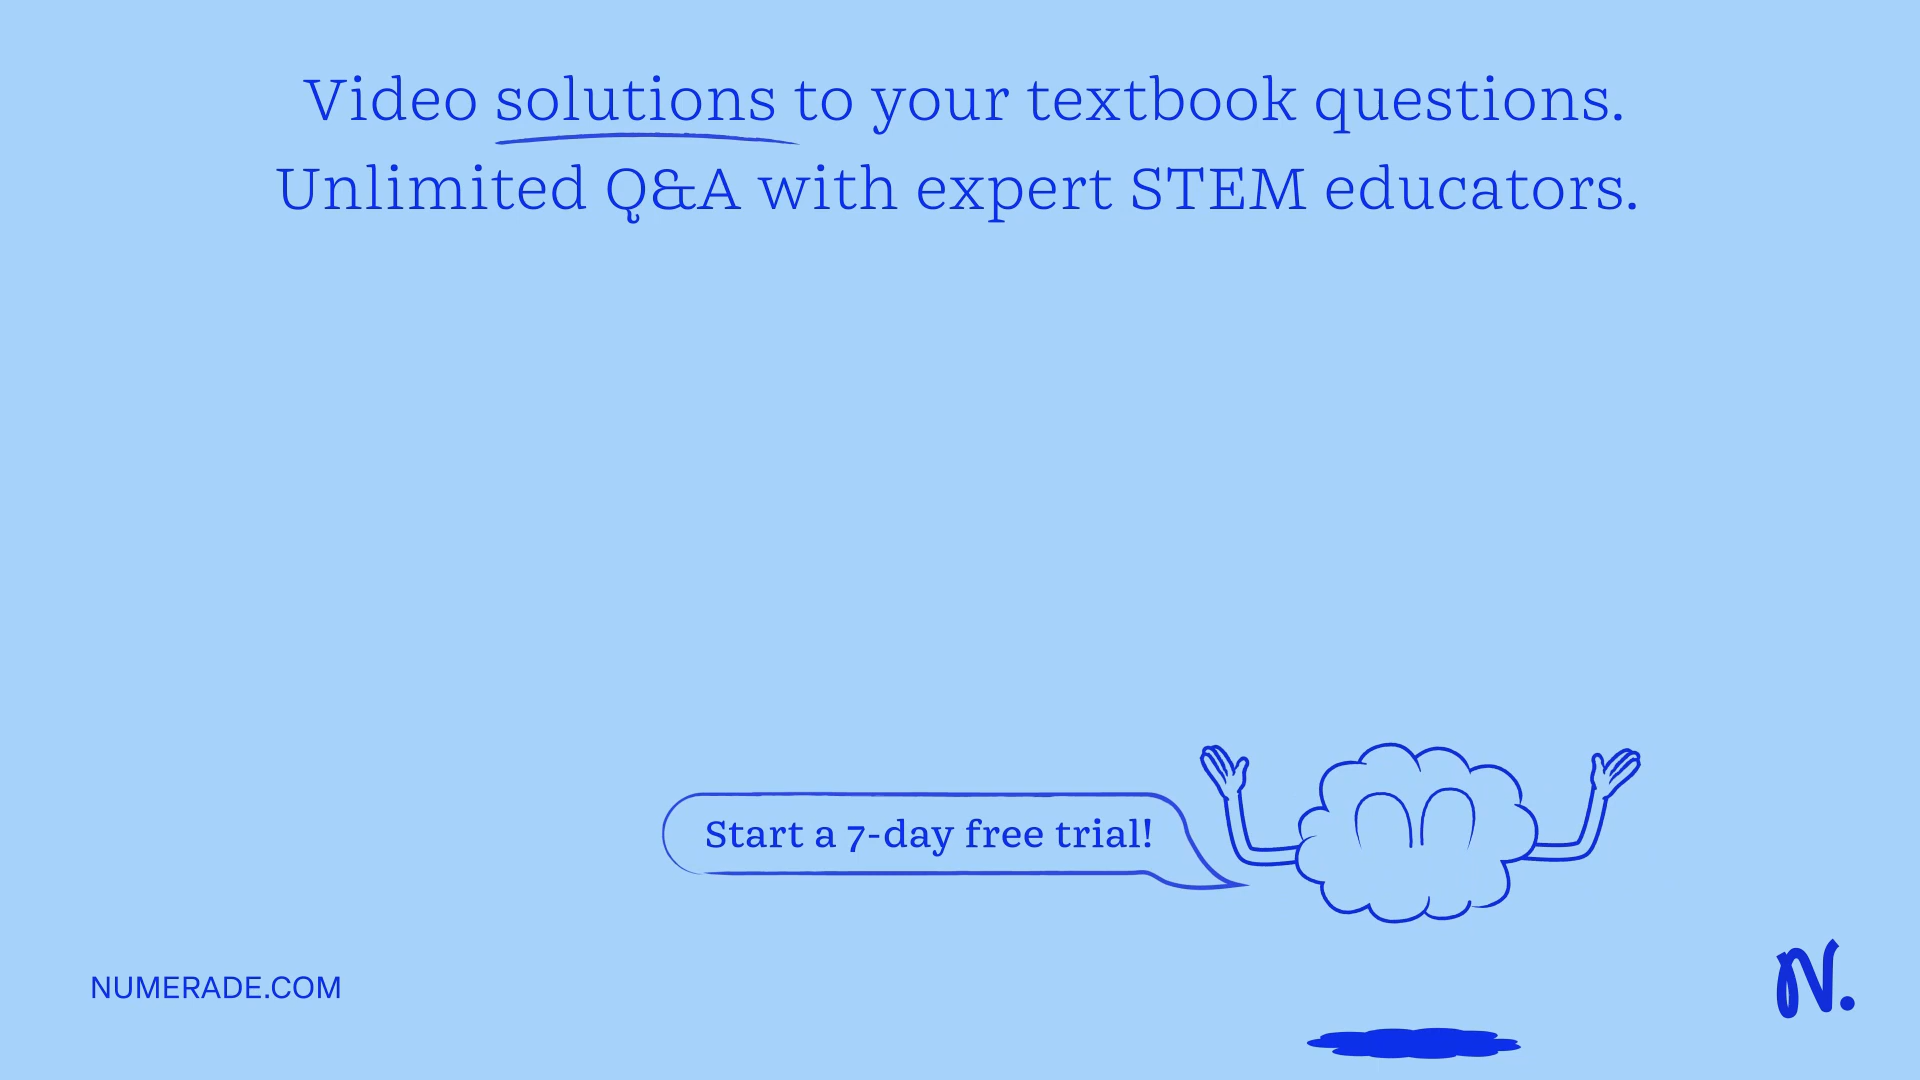 Video solutions to your textbook questions.
Unlimited Q&A with expert STEM educators.
Start a 7-day free trial!
NUMERADE.COM
N.